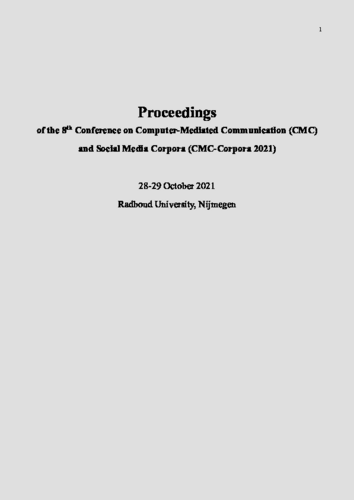 1
Proceedings
of the 8th Conference on Computer-Mediated Communication (CMC)
and Social Media Corpora (CMC-Corpora 2021)
28-29 October 2021
Radboud University, Nijmegen